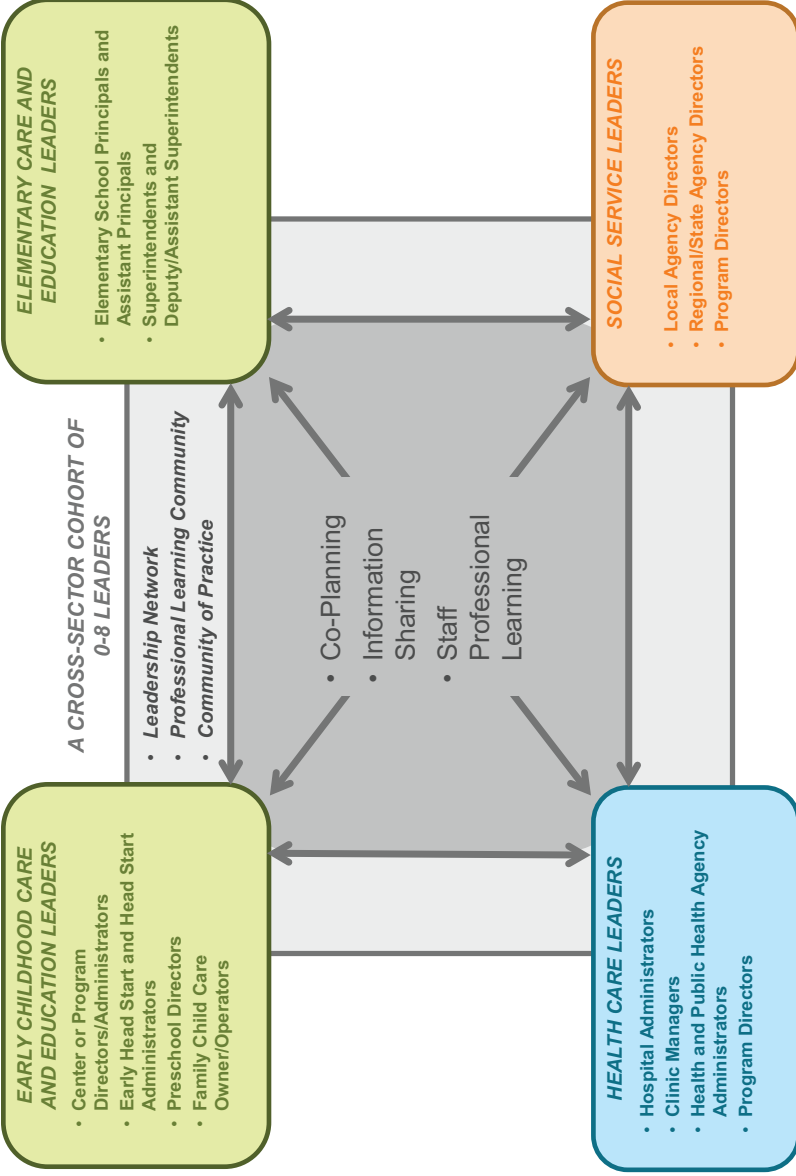 A CROSS-SECTOR COHORT OF
0-8 LEADERS
EARLY CHILDHOOD CARE
AND EDUCATION LEADERS
• Center or Program
Directors/Administrators
• Early Head Start and Head Start
Administrators
• Preschool Directors
• Family Child Care
Owner/Operators
• Leadership Network
• Professional Learning Community
• Community of Practice
ELEMENTARY CARE AND
EDUCATION LEADERS
• Elementary School Principals and
Assistant Principals
• Superintendents and
Deputy/Assistant Superintendents
• Co-Planning
• Information
Sharing
• Staff
Professional
Learning
HEALTH CARE LEADERS
• Hospital Administrators
• Clinic Managers
• Health and Public Health Agency
Administrators
• Program Directors
SOCIAL SERVICE LEADERS
• Local Agency Directors
• Regional/State Agency Directors
• Program Directors